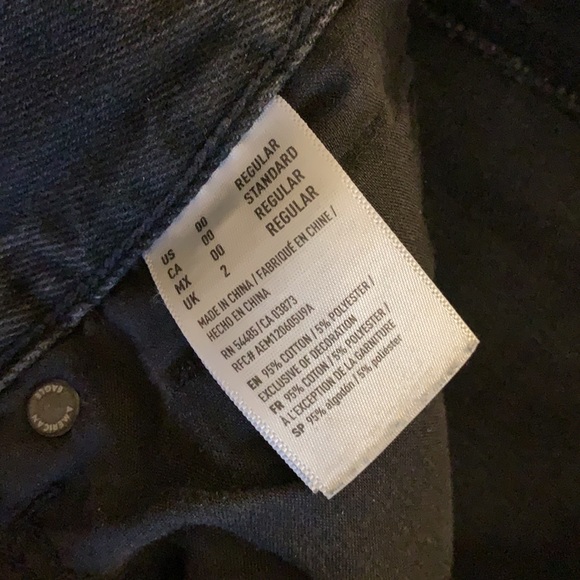 US 00 REGULAR
CA 00 STANDARD
MX 00 REGULAR
UK 2 REGULAR
MADE IN CHINA / FABRIQUÉ EN CHINE /
HECHO EN CHINA
RN 54485/CA 03873
RFC# AEM120605U9A
EN 95% COTTON / 5% POLYESTER
EXCLUSIVE OF DECORATION
FR 95% COTON / 5% POLYESTER /
À L'EXCEPTION DE LA GARNITURE
SP 95% algodón / 5% poliester
AMERICAN
EAGLE